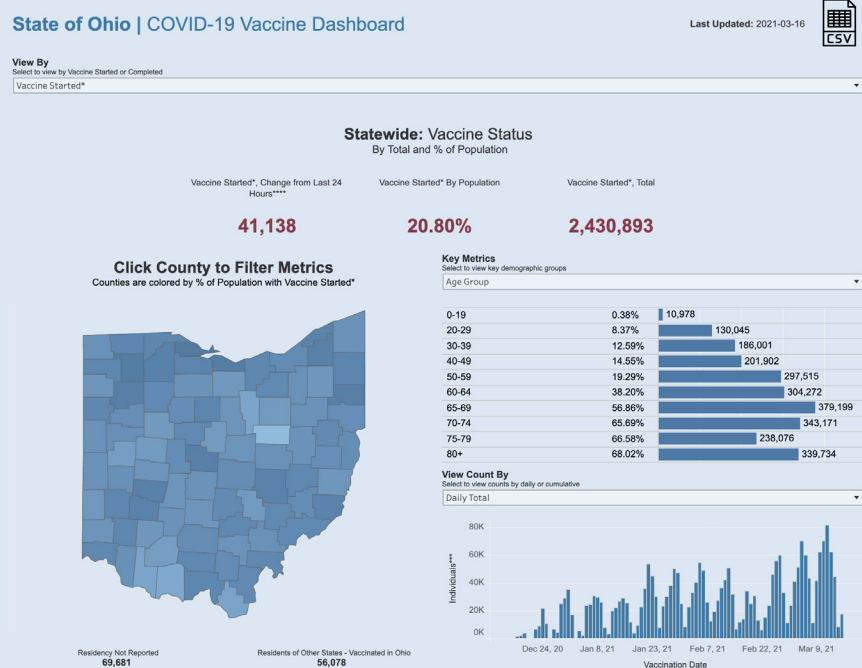 State of Ohio | COVID-19 Vaccine Dashboard
Last Updated: 2021-03-16
CSV
View By
Select to view by Vaccine Started or Completed
Vaccine Started*
Statewide: Vaccine Status
By Total and % of Population
Vaccine Started*, Change from Last 24
Hours****
Vaccine Started* By Population
Vaccine Started*, Total
41,138
20.80%
2,430,893
Click County to Filter Metrics
Counties are colored by % of Population with Vaccine Started*
Key Metrics
Select to view key demographic groups
Age Group
0-19 0.38% 10,978
20-29 8.37% 130,045
30-39 12.59% 186,001
40-49 14.55% 201,902
50-59 19.29% 297,515
60-64 38.20% 304,272
65-69 56.86% 379,199
70-74 65.69% 343,171
75-79 66.58% 238,076
80+ 68.02% 339,734
View Count By
Select to view counts by daily or cumulative
Daily Total
Individuals***
80K
60K
40K
20K
0K
Dec 24, 20 Jan 8, 21 Jan 23, 21 Feb 7, 21 Feb 22, 21 Mar 9, 21
Vaccination Date
Residency Not Reported
69,681
Residents of Other States - Vaccinated in Ohio
56,078